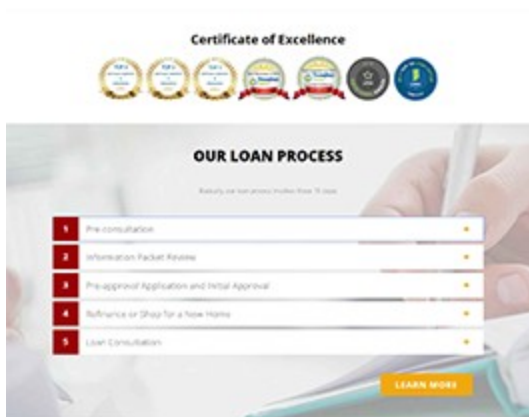 Certificate of Excellence
OUR LOAN PROCESS
1 Pre-consultation
2 Information Packet Review
3 Pre-approval Application and Initial Approval
4 Refinance or Shop for a New Home
5 Loan Consultation
LEARN MORE